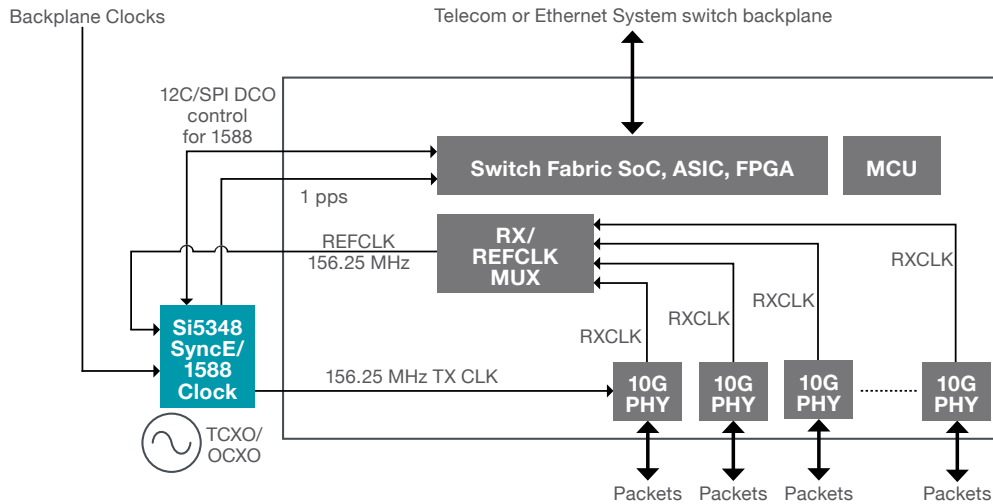 Backplane Clocks
Telecom or Ethernet System switch backplane
12C/SPI DCO
control
for 1588
Switch Fabric SoC, ASIC, FPGA
MCU
1 pps
REFCLK
156.25 MHz
RX/
REFCLK
MUX
RXCLK
RXCLK
RXCLK
RXCLK
Si5348
SyncE/
1588
Clock
156.25 MHz TX CLK
10G
PHY
10G
PHY
10G
PHY
10G
PHY
TCXO/
OCXO
Packets
Packets
Packets
Packets